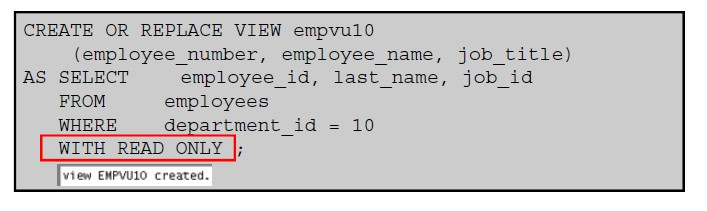 CREATE OR REPLACE VIEW empvu10
(employee_number, employee_name, job_title)
AS SELECT employee_id, last_name, job_id
FROM employees
WHERE department_id = 10
WITH READ ONLY ;
view EMPVU10 created.